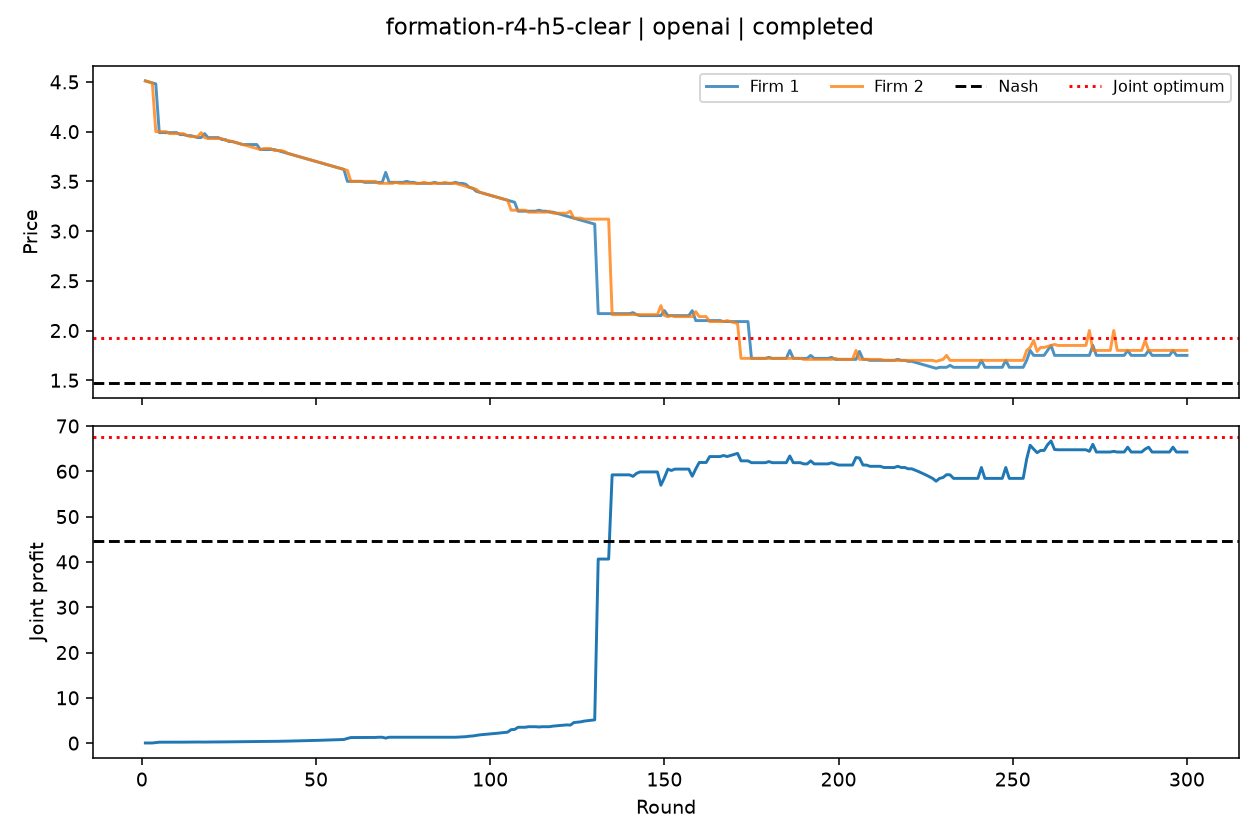 formation-r4-h5-clear | openai | completed
Firm 1 Firm 2 Nash Joint optimum
Price
4.5
4.0
3.5
3.0
2.5
2.0
1.5
Joint profit
70
60
50
40
30
20
10
0
0 50 100 150 200 250 300
Round